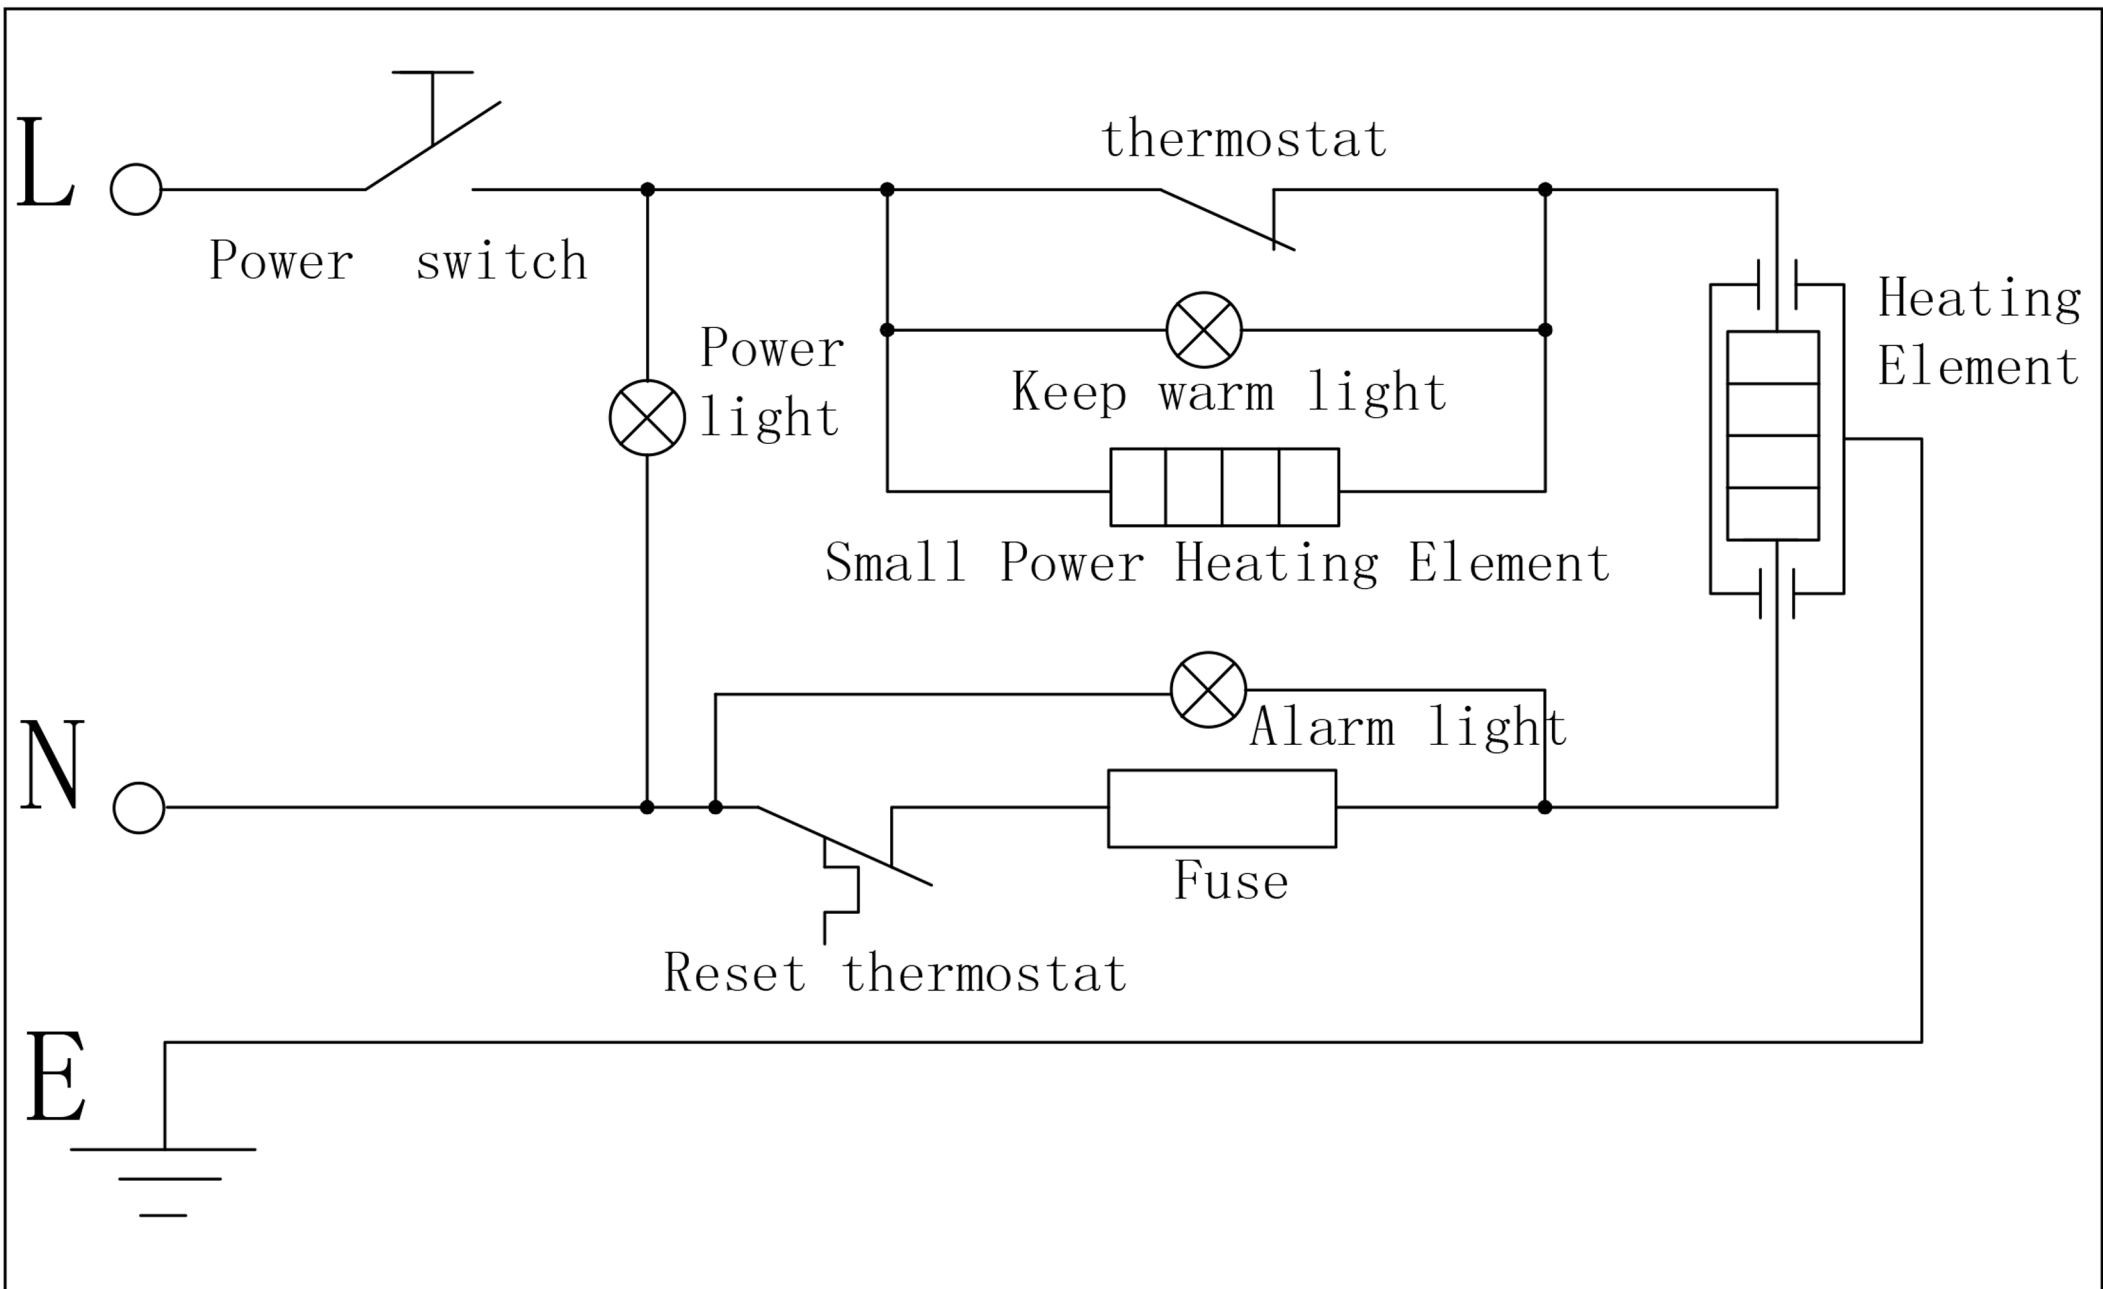 L
thermostat
Power switch
Heating
Element
Power
light
Keep warm light
Small Power Heating Element
N
Alarm light
Fuse
Reset thermostat
E